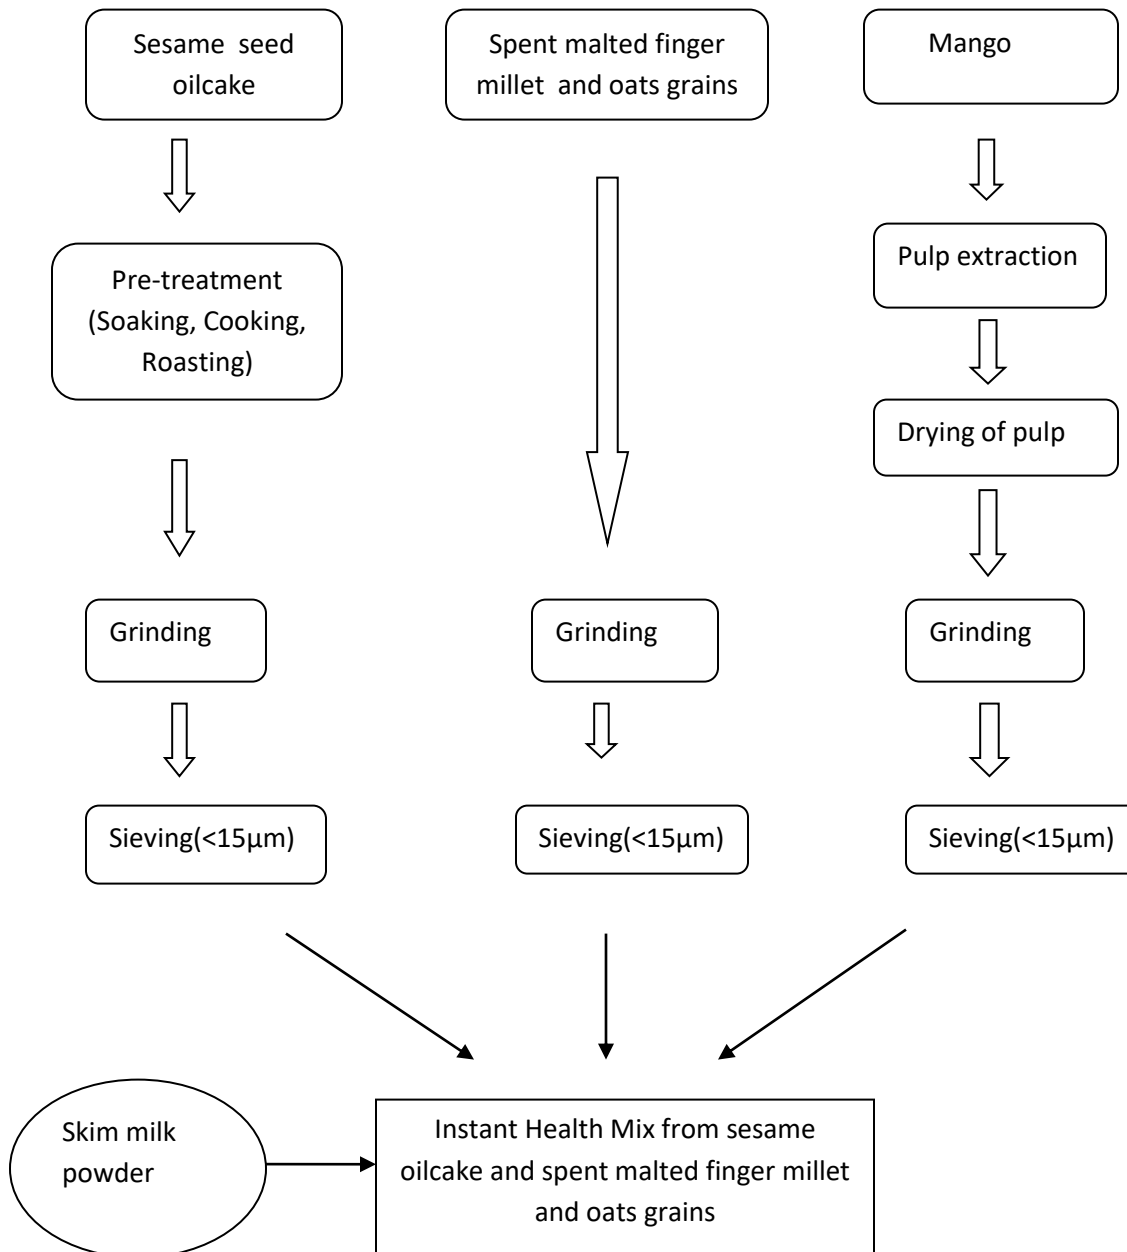 Sesame seed
oilcake
Spent malted finger
millet and oats grains
Mango
Pre-treatment
(Soaking, Cooking,
Roasting)
Pulp extraction
Drying of pulp
Grinding
Grinding
Grinding
Sieving(<15µm)
Sieving(<15µm)
Sieving(<15µm)
Skim milk
powder
Instant Health Mix from sesame
oilcake and spent malted finger millet
and oats grains